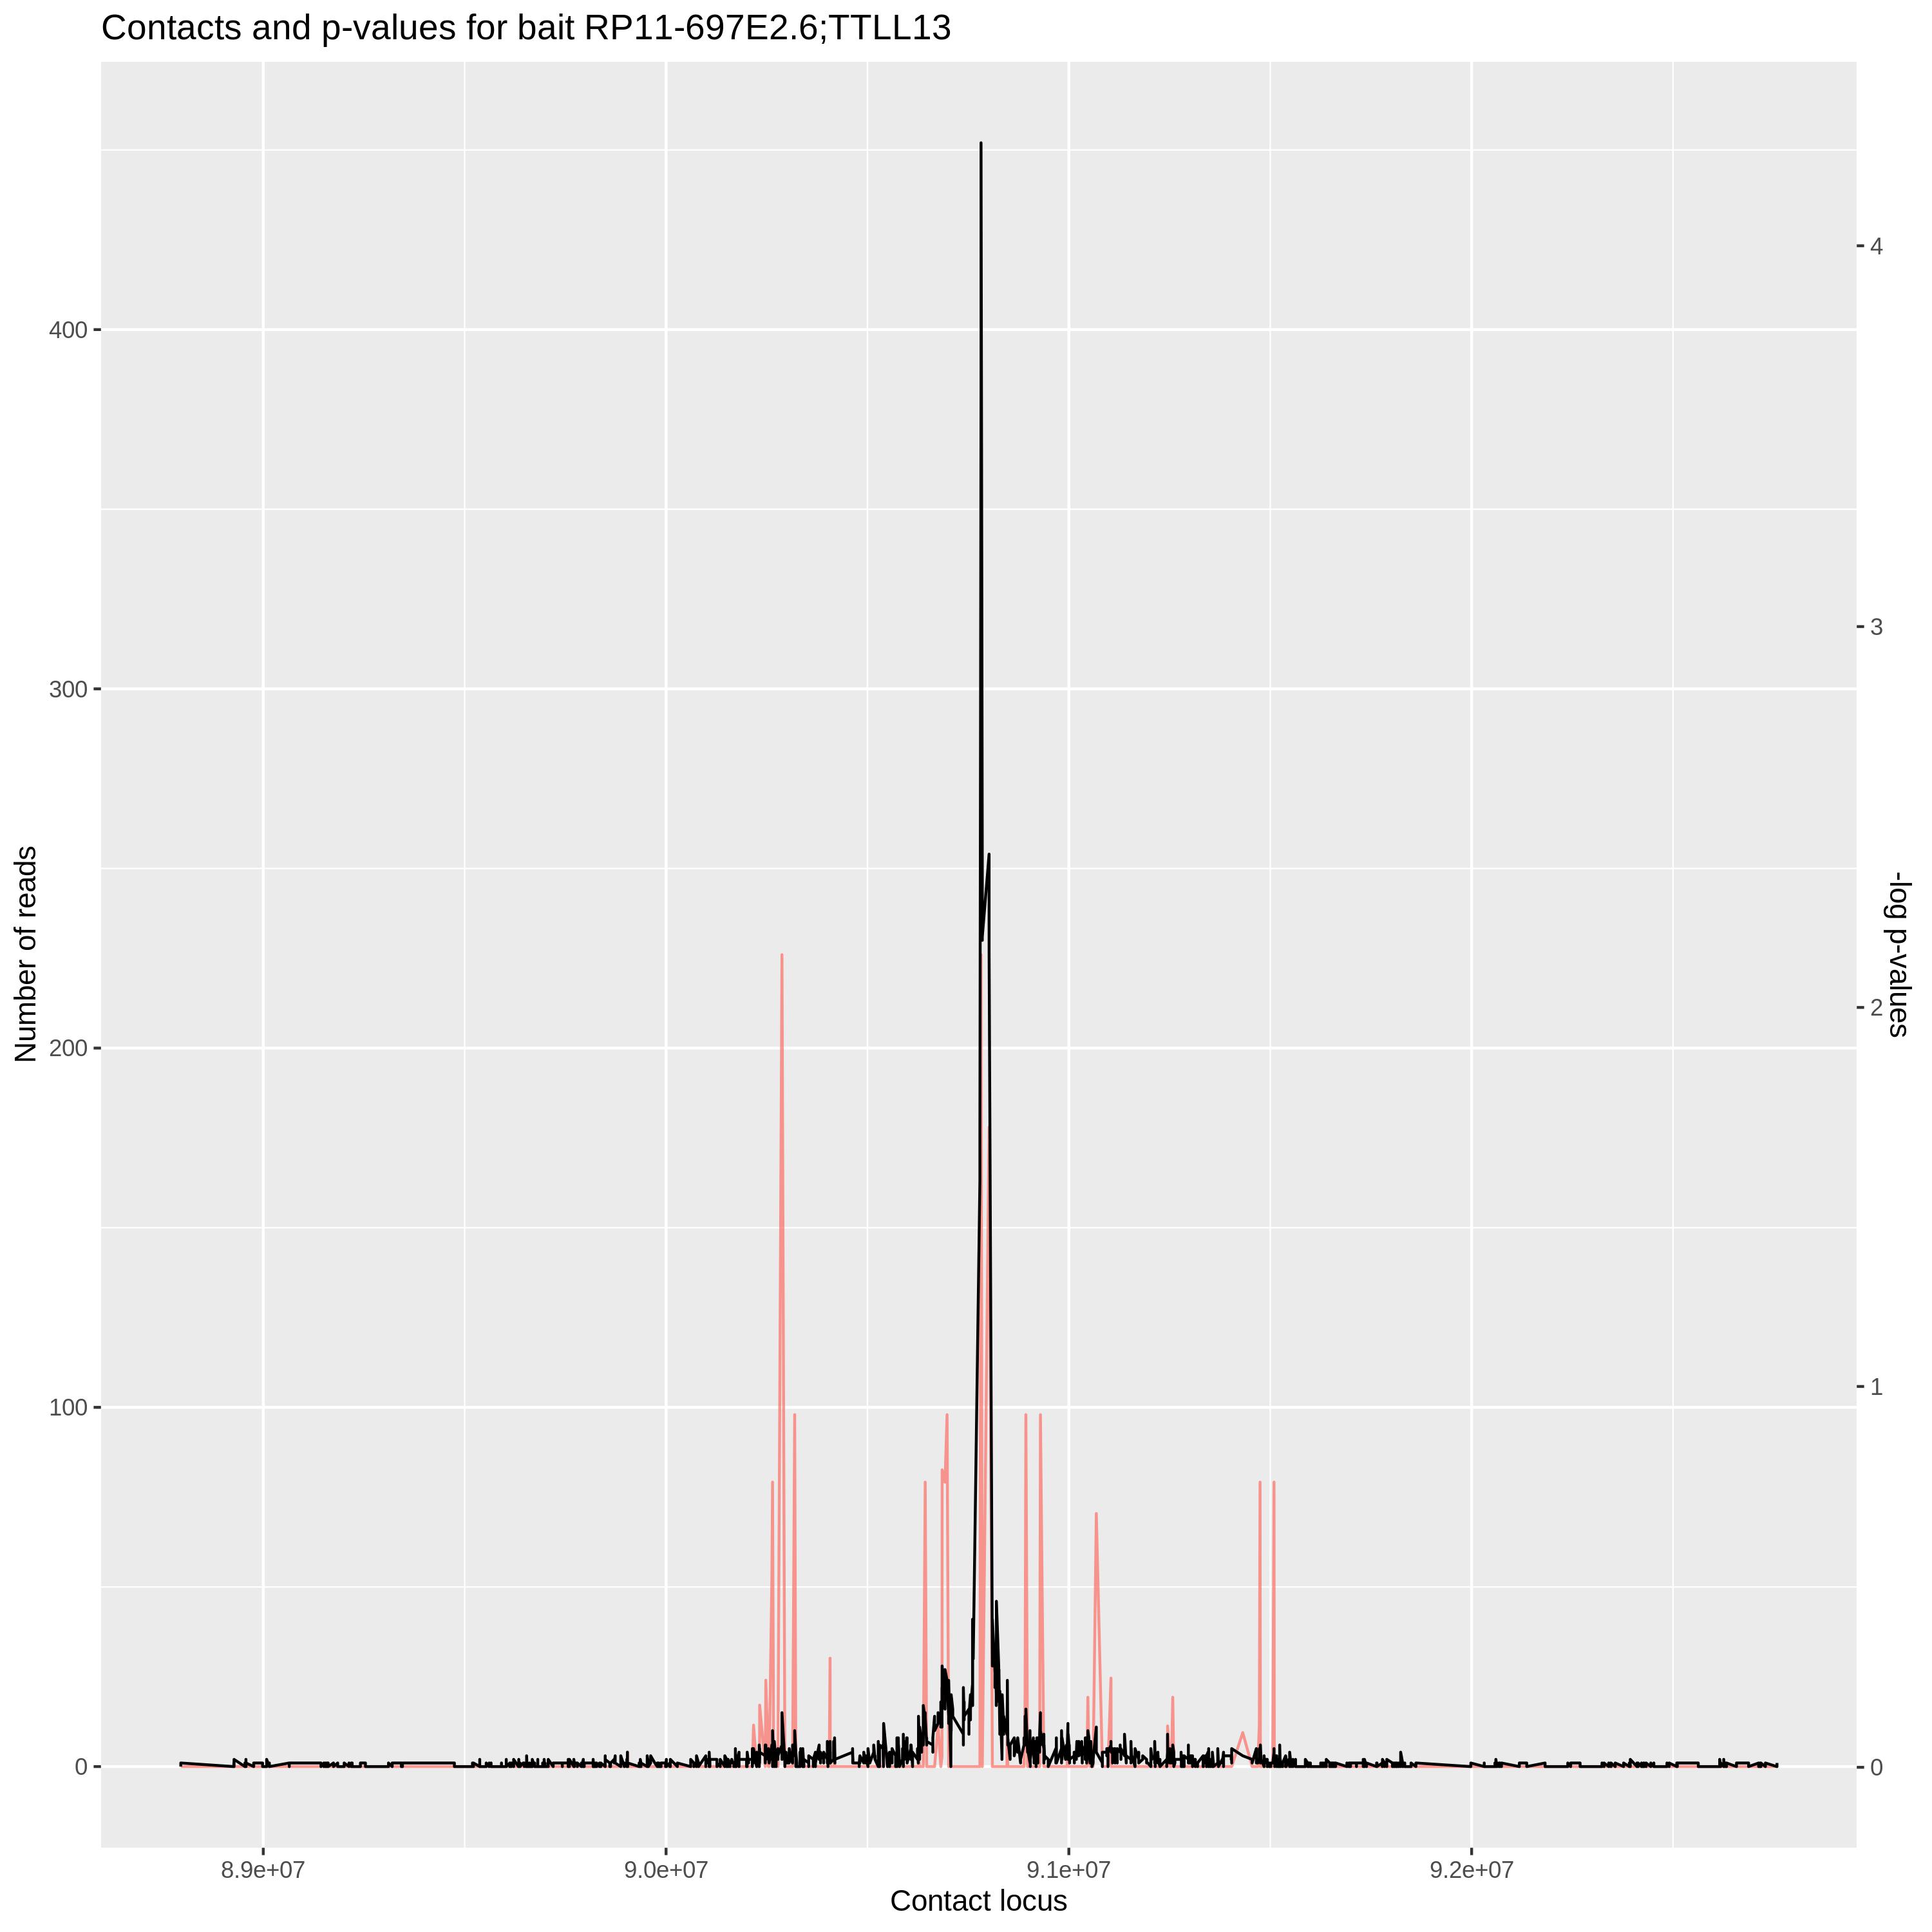 Contacts and p-values for bait RP11-697E2.6;TTLL13
Number of reads
400
300
200
100
0
4
3
2
1
0
-log p-values
8.9e+07
9.0e+07
9.1e+07
9.2e+07
Contact locus